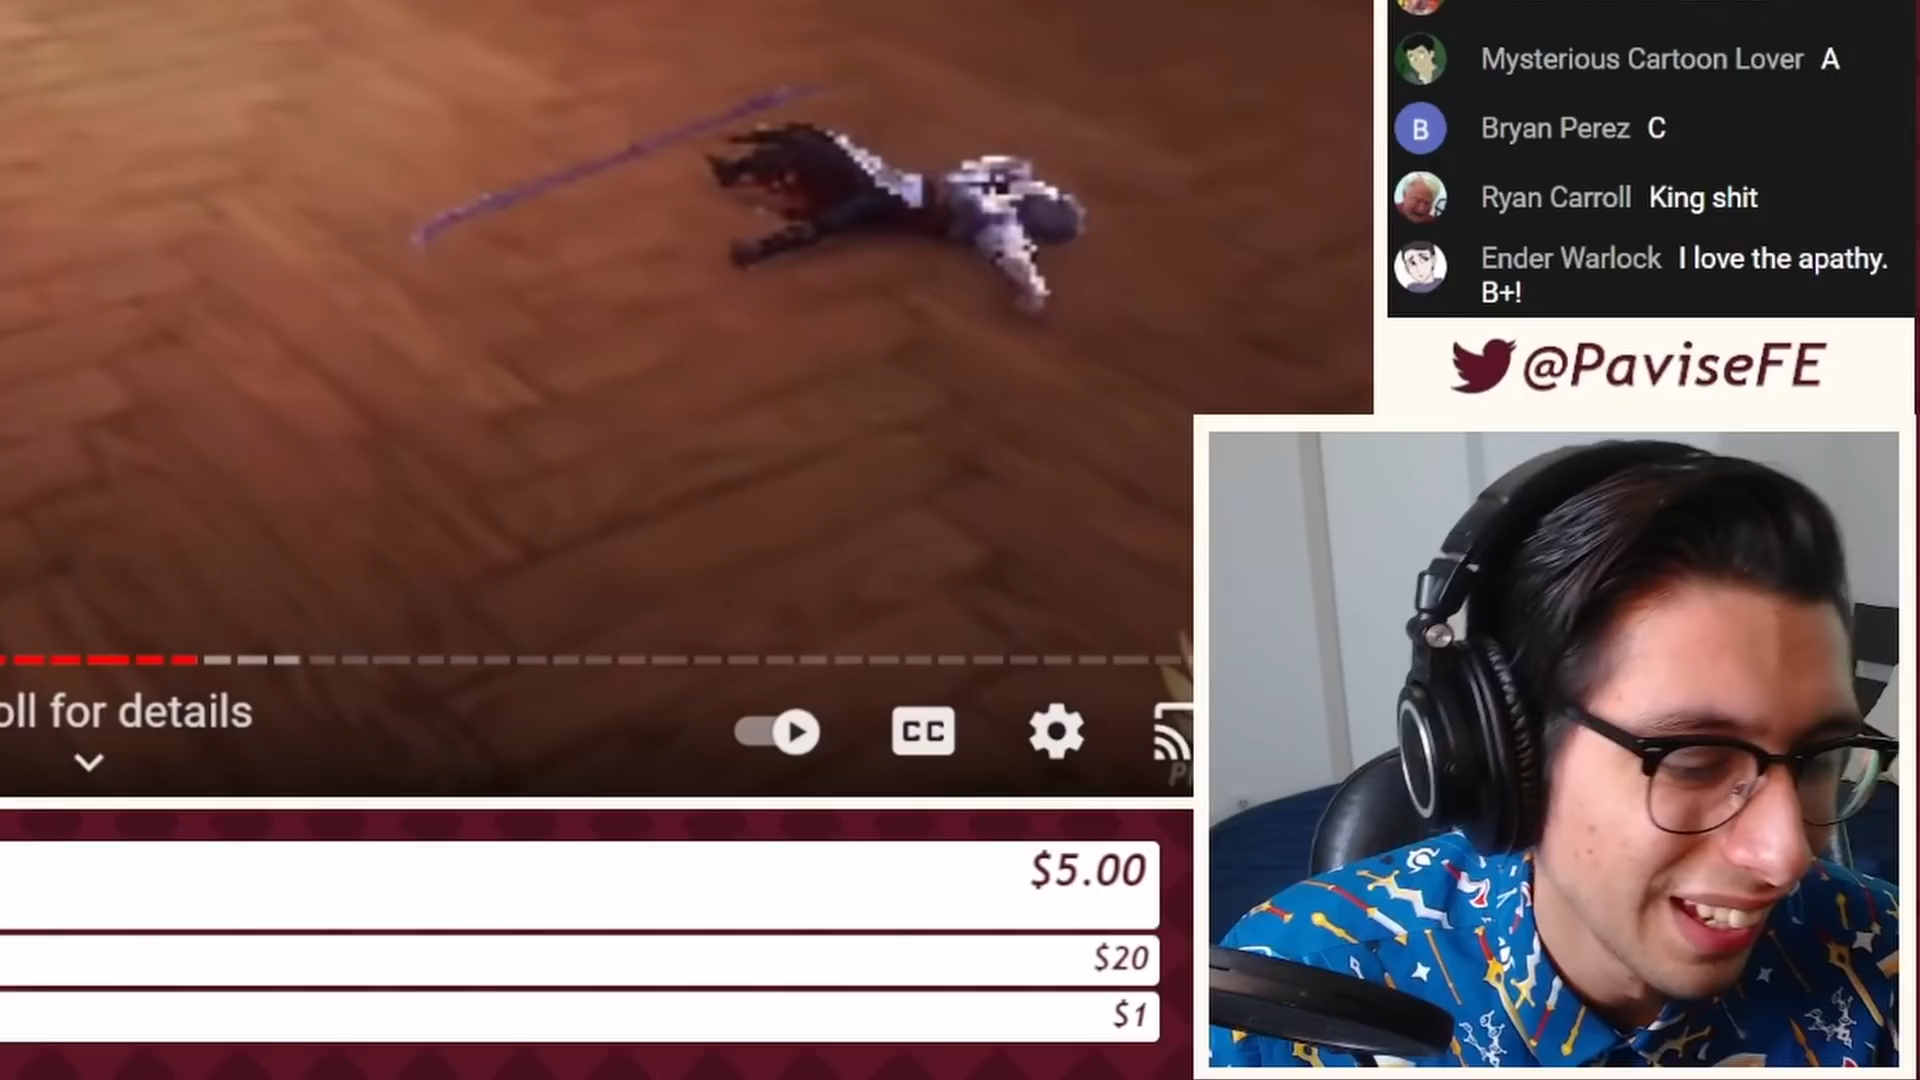 Mysterious Cartoon Lover A
B
Bryan Perez C
Ryan Carroll King shit
Ender Warlock I love the apathy.
B+!
@PaviseFE
oll for details
CC
$5.00
$20
$1